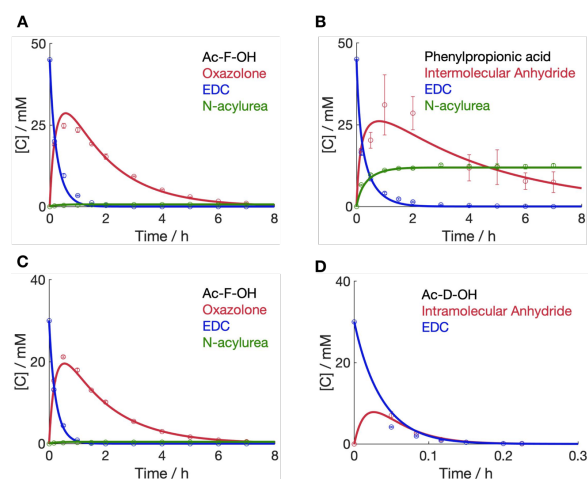 A
B
50
25
0
[C] / mM
Ac-F-OH
Oxazolone
EDC
N-acylurea
0 2 4 6 8
Time / h
50
25
0
[C] / mM
Phenylpropionic acid
Intermolecular Anhydride
EDC
N-acylurea
0 2 4 6 8
Time / h
C
D
40
20
0
[C] / mM
Ac-F-OH
Oxazolone
EDC
N-acylurea
0 2 4 6 8
Time / h
40
20
0
[C] / mM
Ac-D-OH
Intramolecular Anhydride
EDC
0 0.1 0.2 0.3
Time / h